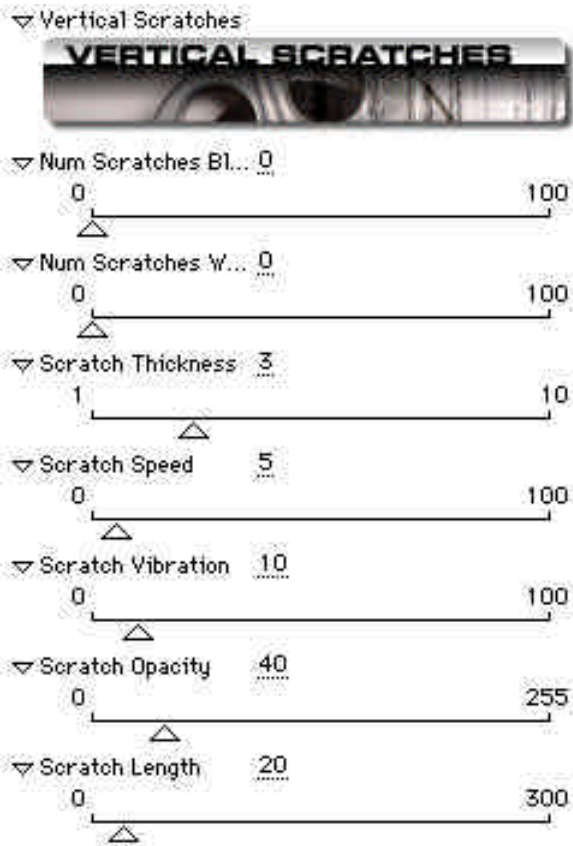 Vertical Scratches
VERTICAL SCRATCHES
Num Scratches Bl... 0
0 100
Num Scratches W... 0
0 100
Scratch Thickness 3
1 10
Scratch Speed 5
0 100
Scratch Vibration 10
0 100
Scratch Opacity 40
0 255
Scratch Length 20
0 300